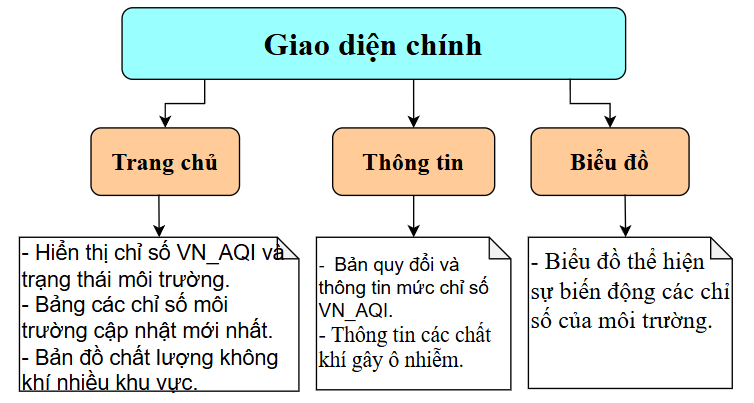 Giao diện chính
Trang chủ
Thông tin
Biểu đồ
- Hiển thị chỉ số VN_AQI và
trạng thái môi trường.
- Bảng các chỉ số môi
trường cập nhật mới nhất.
- Bản đồ chất lượng không
khí nhiều khu vực.
- Bản quy đổi và
thông tin mức chỉ số
VN_AQI.
- Thông tin các chất
khí gây ô nhiễm.
- Biểu đồ thể hiện
sự biến động các chỉ
số của môi trường.